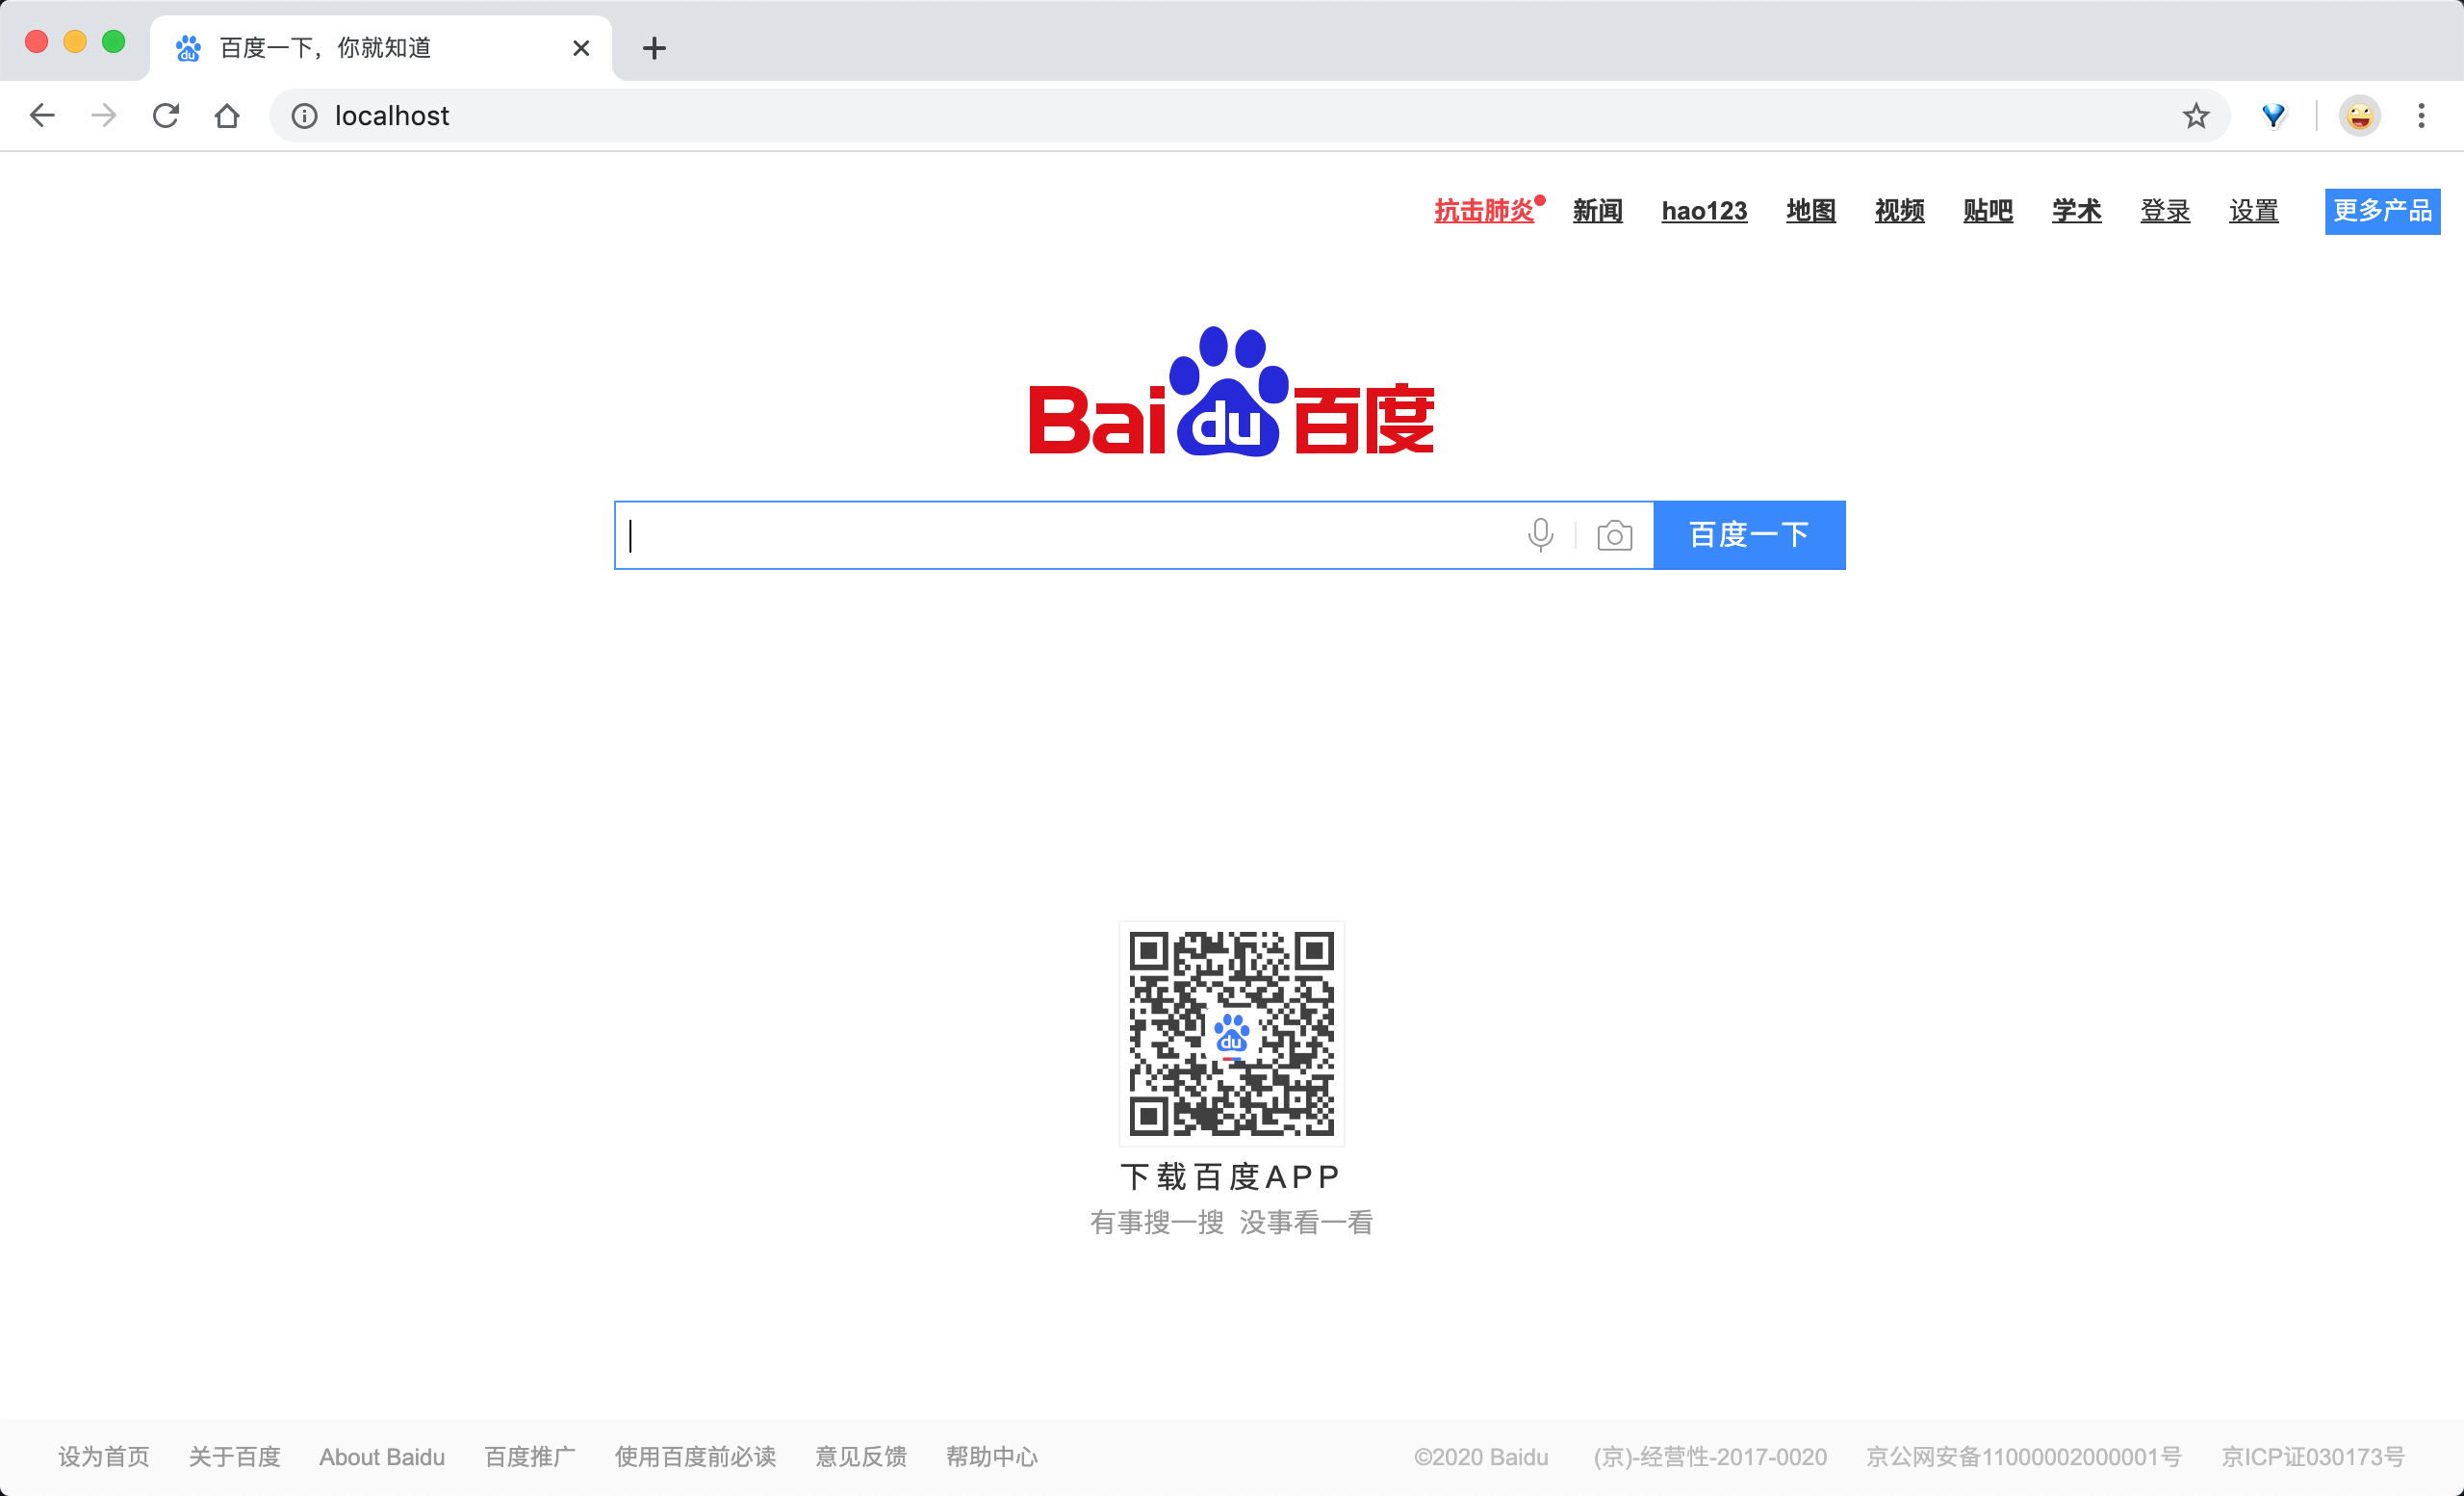 百度一下，你就知道
localhost
抗击肺炎 新闻 hao123 地图 视频 贴吧 学术 登录 设置 更多产品
Bai du 百度
百度一下
du
下载百度APP
有事搜一搜 没事看一看
设为首页 关于百度 About Baidu 百度推广 使用百度前必读 意见反馈 帮助中心 ©2020 Baidu (京)-经营性-2017-0020 京公网安备11000002000001号 京ICP证030173号